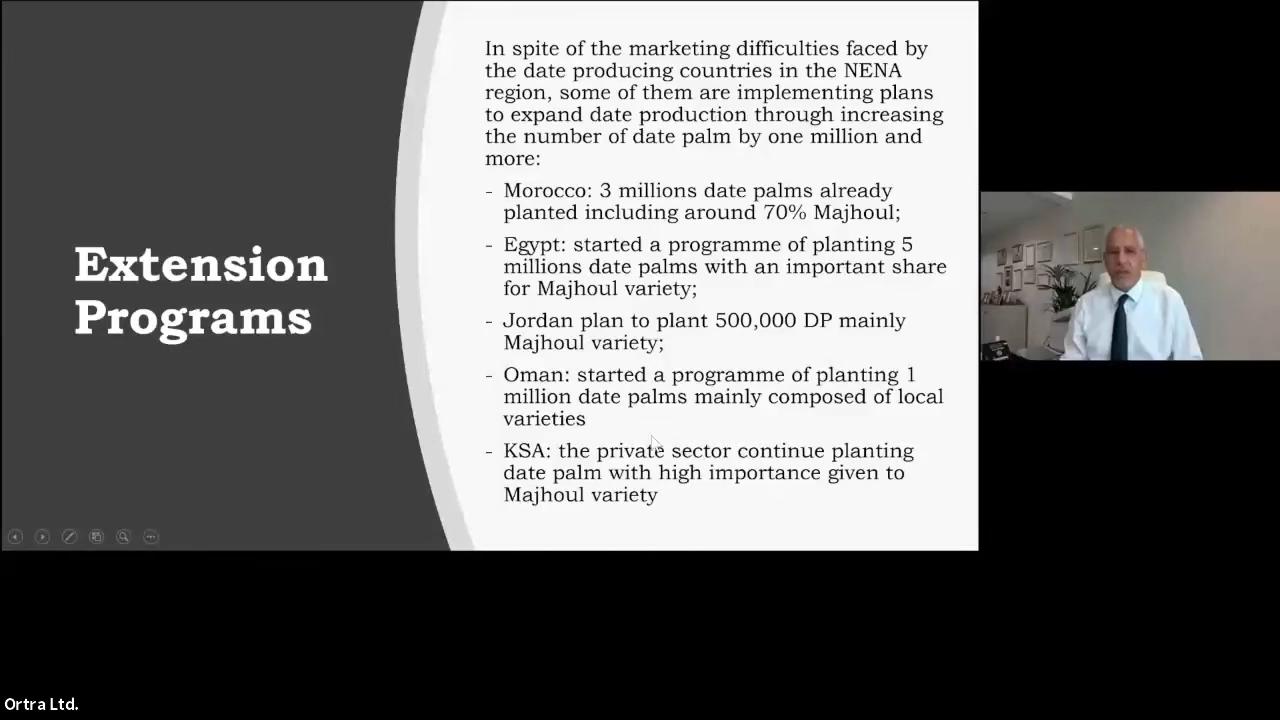 Extension
Programs
In spite of the marketing difficulties faced by
the date producing countries in the NENA
region, some of them are implementing plans
to expand date production through increasing
the number of date palm by one million and
more:
- Morocco: 3 millions date palms already
planted including around 70% Majhoul;
- Egypt: started a programme of planting 5
millions date palms with an important share
for Majhoul variety;
- Jordan plan to plant 500,000 DP mainly
Majhoul variety;
- Oman: started a programme of planting 1
million date palms mainly composed of local
varieties
- KSA: the private sector continue planting
date palm with high importance given to
Majhoul variety
Ortra Ltd.